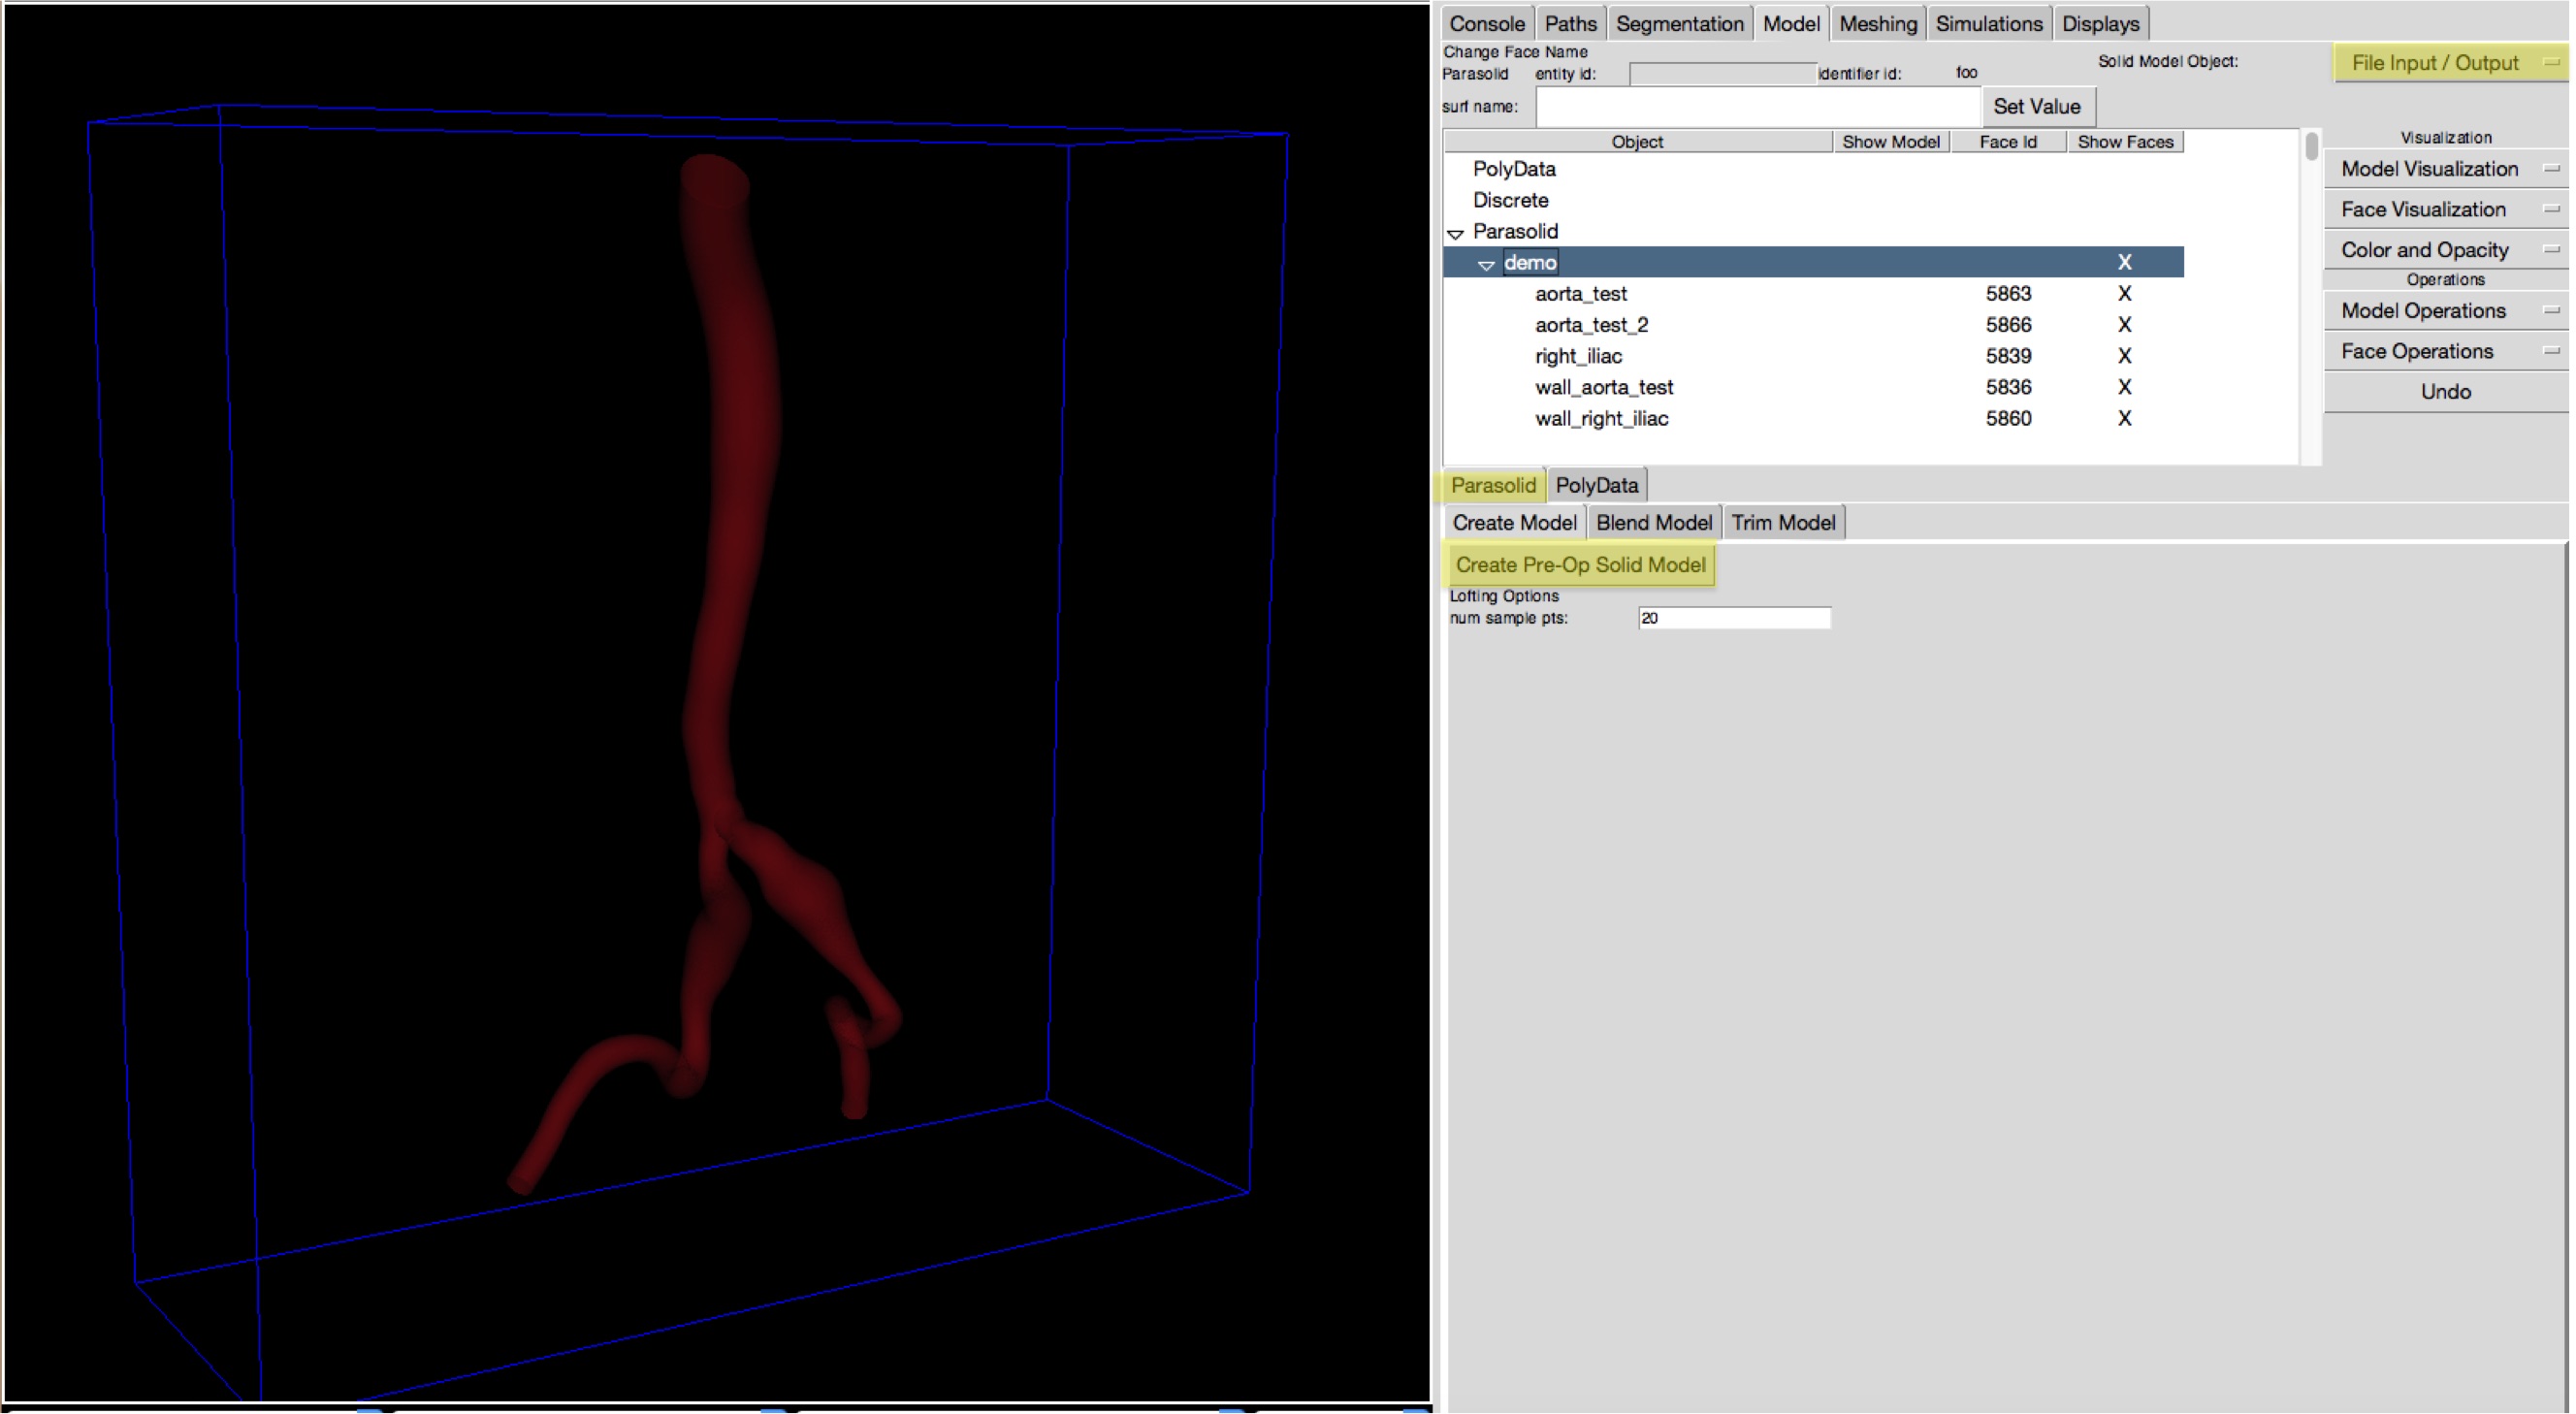 Console Paths Segmentation Model Meshing Simulations Displays
Change Face Name
Parasolid entity id: identifier id: foo Solid Model Object: File Input / Output
surf name: Set Value
Object Show Model Face Id Show Faces
PolyData
Discrete
Parasolid
demo X
aorta_test 5863 X
aorta_test_2 5866 X
right_iliac 5839 X
wall_aorta_test 5836 X
wall_right_iliac 5860 X
Visualization
Model Visualization
Face Visualization
Color and Opacity
Operations
Model Operations
Face Operations
Undo
Parasolid PolyData
Create Model Blend Model Trim Model
Create Pre-Op Solid Model
Lofting Options
num sample pts: 20